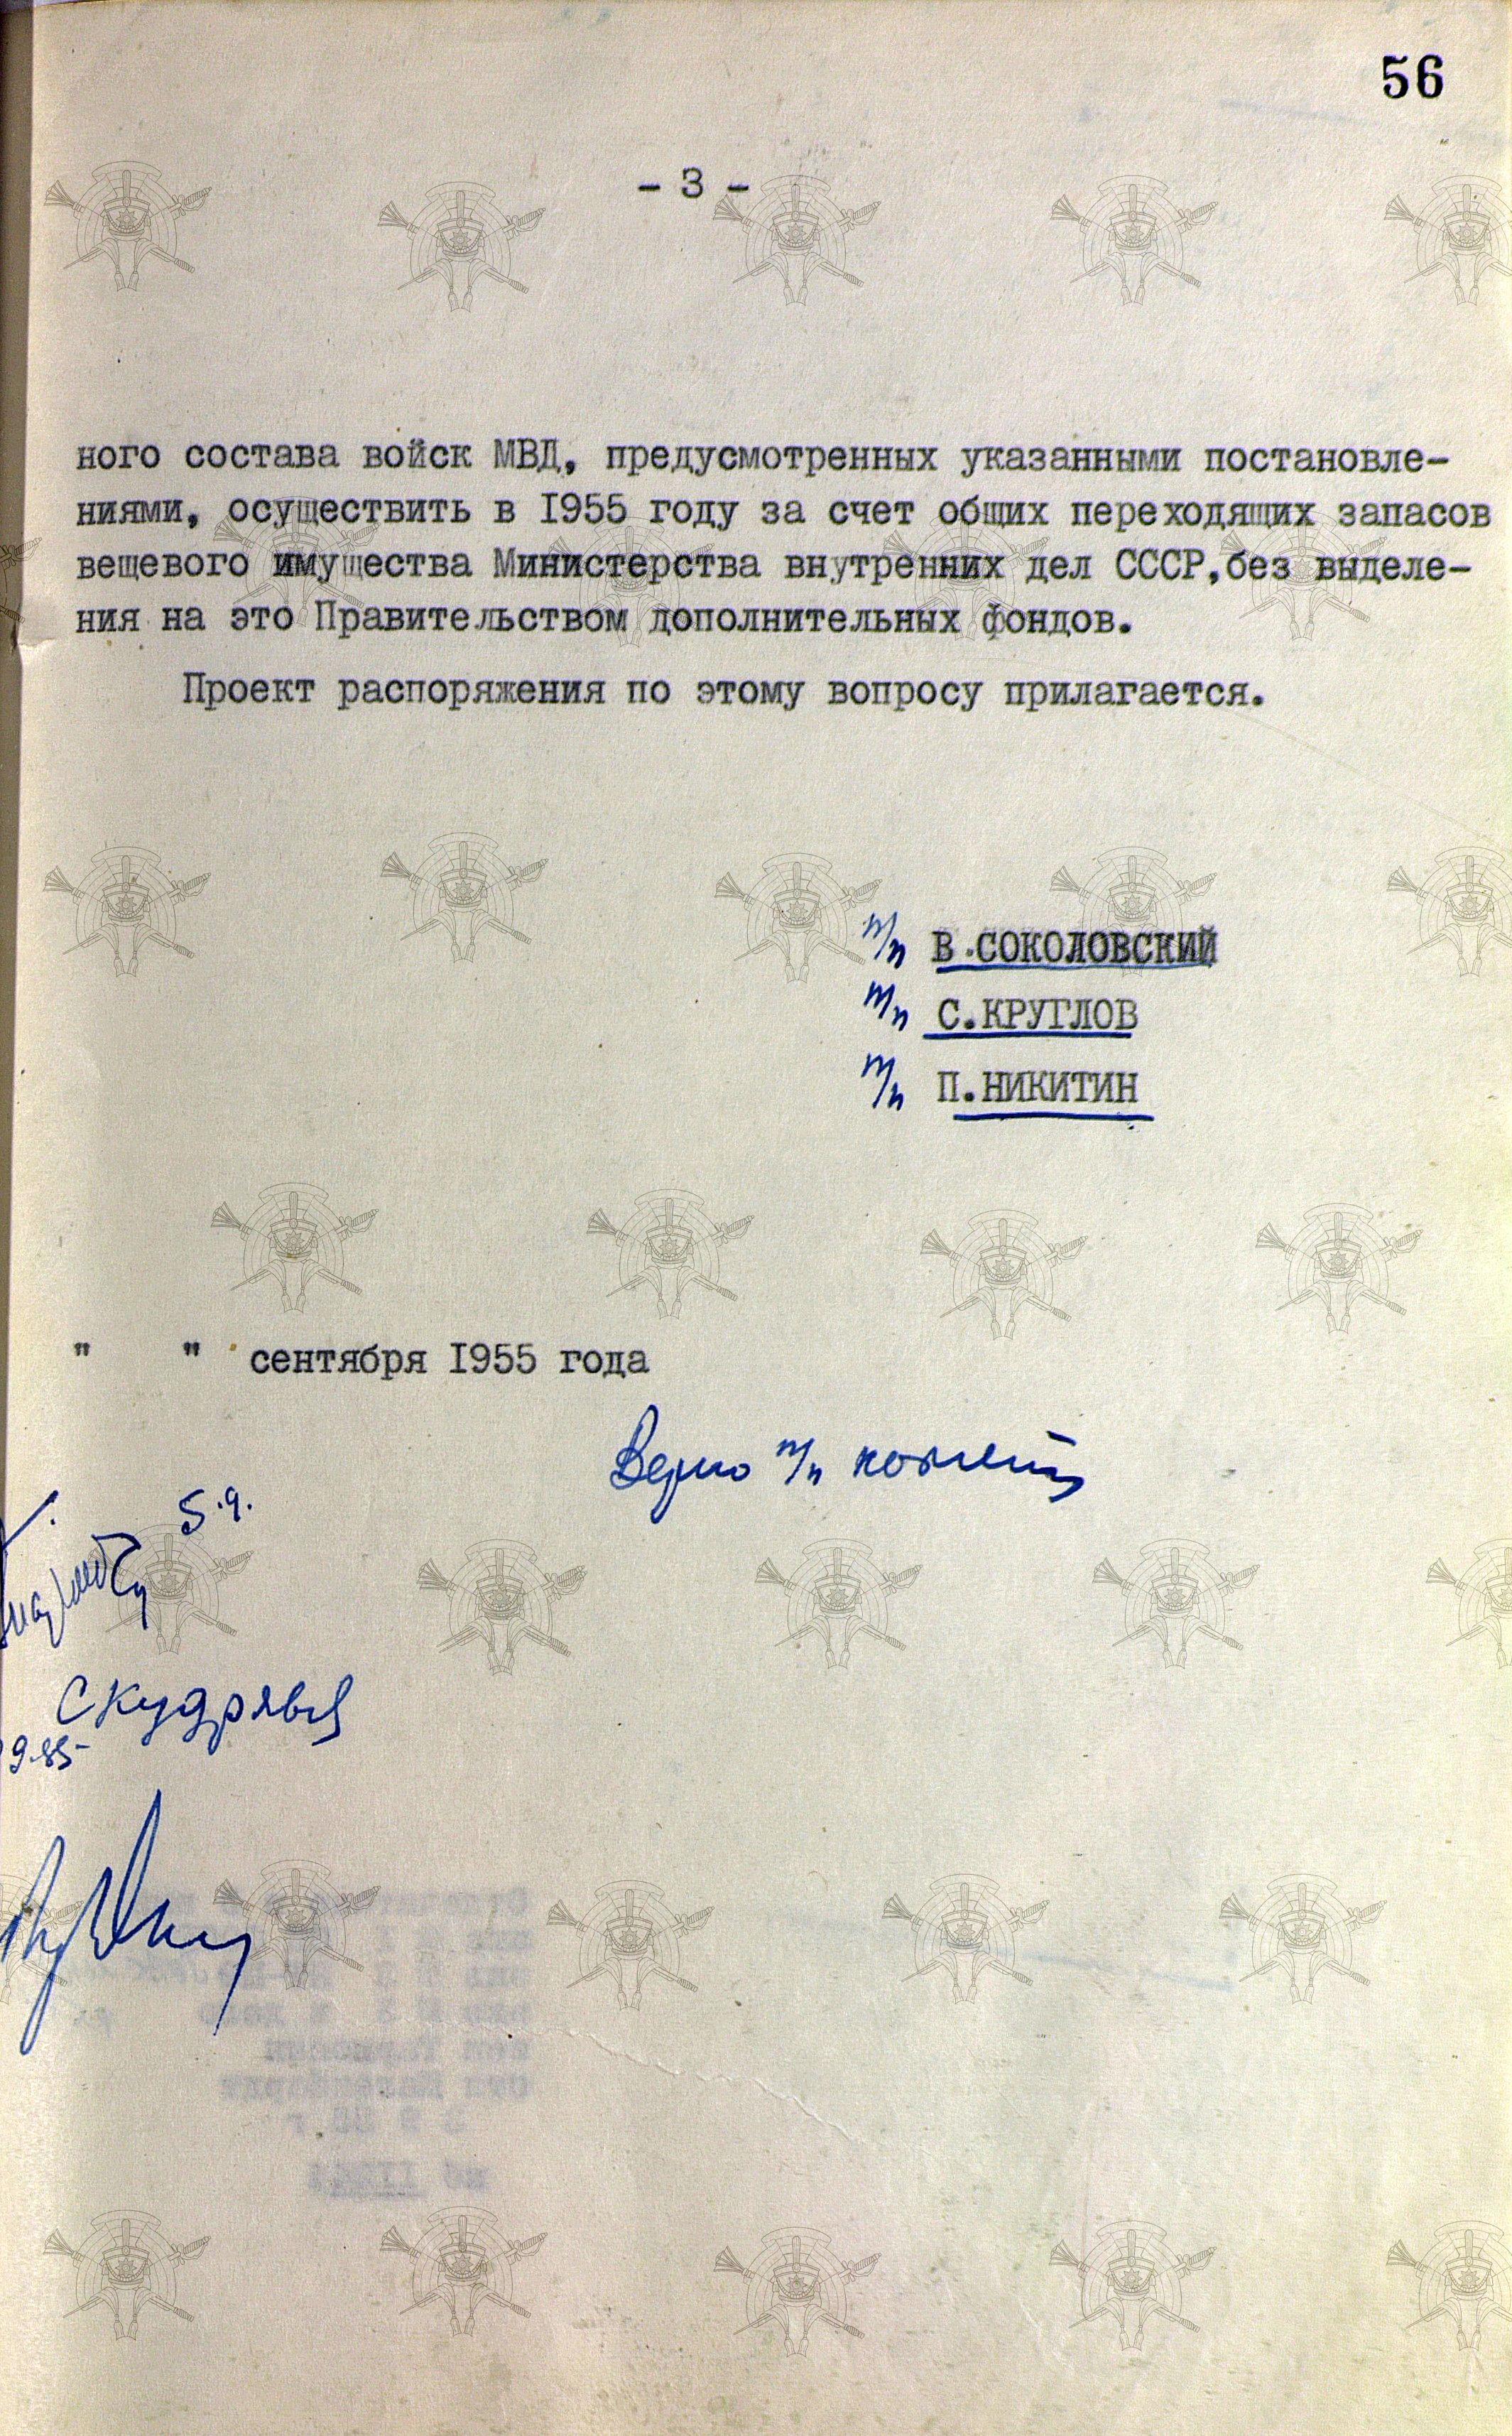 56
- 3 -
ного состава войск МВД, предусмотренных указанными постановле-
ниями, осуществить в 1955 году за счет общих переходящих запасов
вещевого имущества Министерства внутренних дел СССР, без выделе-
ния на это Правительством дополнительных фондов.
Проект распоряжения по этому вопросу прилагается.
п/п В.СОКОЛОВСКИЙ
п/п С.КРУГЛОВ
п/п П.НИКИТИН
" " сентября 1955 года
Верно п/п
5.9.
СКудрявц